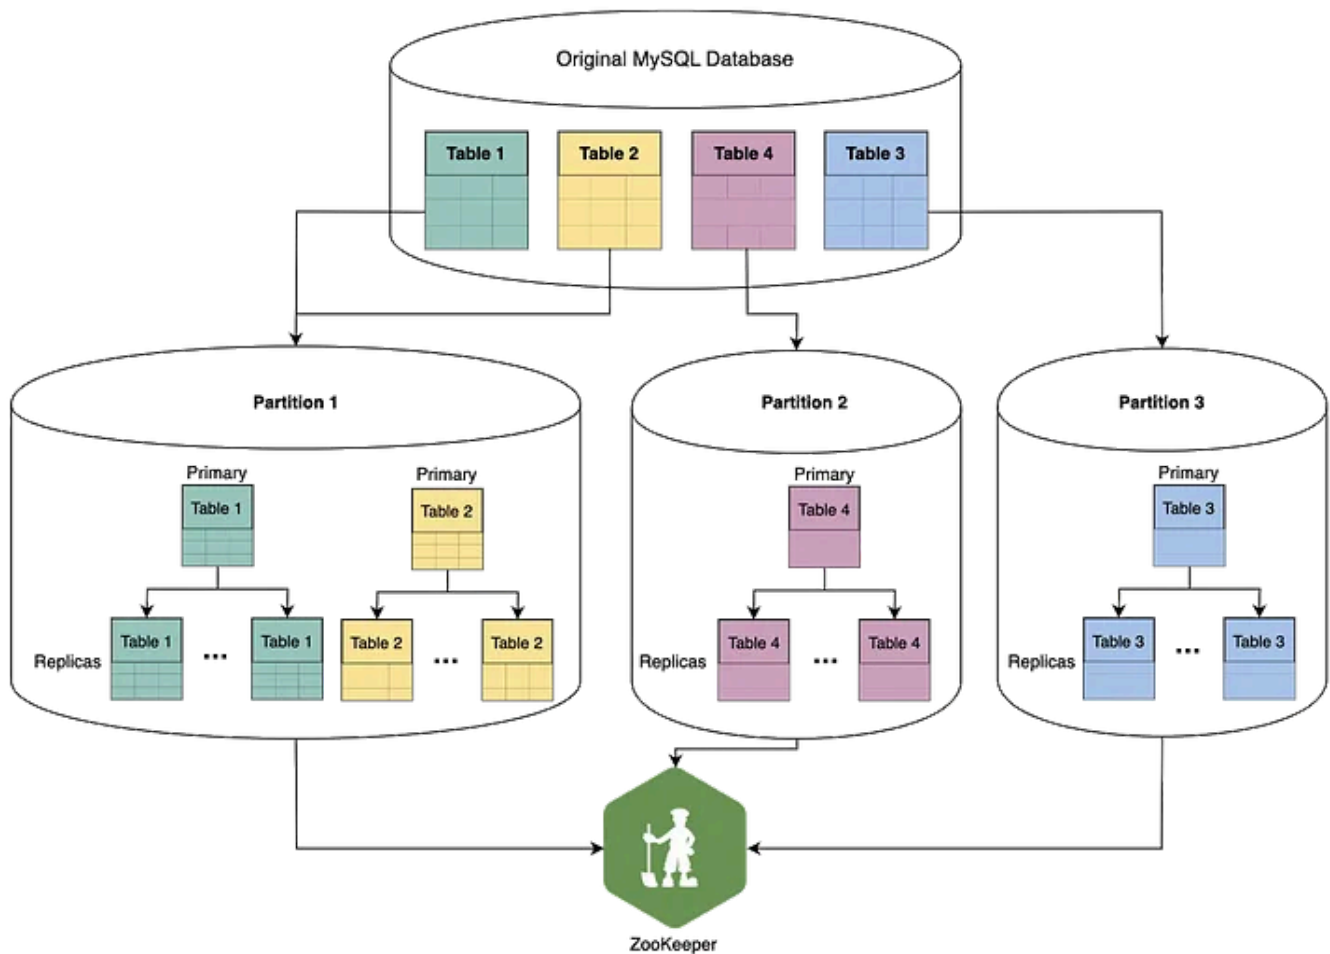 Original MySQL Database
Table 1
Table 2
Table 4
Table 3
Partition 1
Partition 2
Partition 3
Primary
Primary
Primary
Primary
Table 1
Table 2
Table 4
Table 3
Replicas
Table 1
...
Table 1
Table 2
...
Table 2
Replicas
Table 4
...
Table 4
Replicas
Table 3
...
Table 3
ZooKeeper